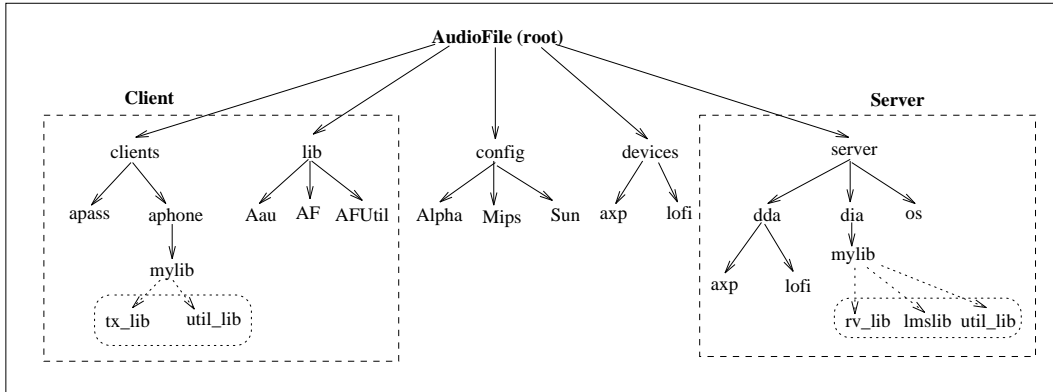 AudioFile (root)
Client
Server
clients
lib
config
devices
server
apass
aphone
Aau
AF
AFUtil
Alpha
Mips
Sun
axp
lofi
dda
dia
os
mylib
mylib
axp
lofi
tx_lib
util_lib
rv_lib
lmslib
util_lib